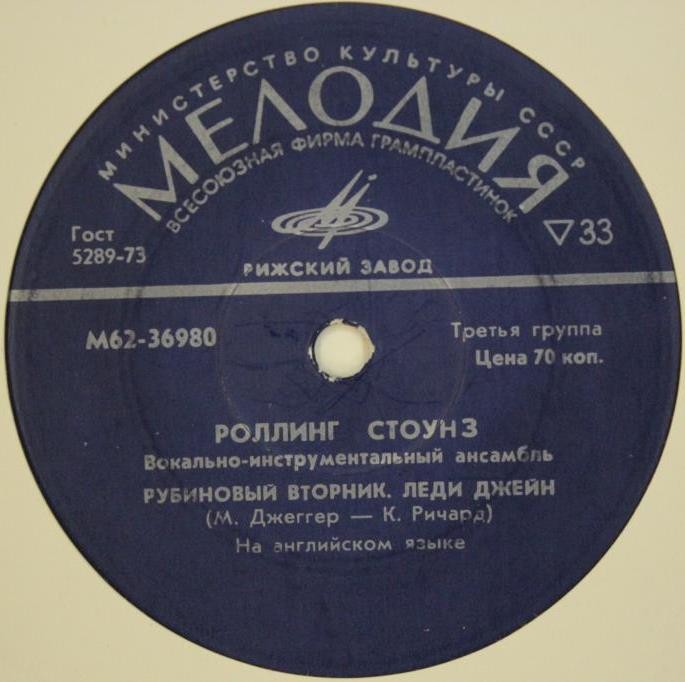 МИНИСТЕРСТВО КУЛЬТУРЫ СССР
МЕЛОДИЯ
ВСЕСОЮЗНАЯ ФИРМА ГРАМПЛАСТИНОК
Гост
5289-73
33
РИЖСКИЙ ЗАВОД
М62-36980
Третья группа
Цена 70 коп.
РОЛЛИНГ СТОУНЗ
Вокально-инструментальный ансамбль
РУБИНОВЫЙ ВТОРНИК. ЛЕДИ ДЖЕЙН
(М. Джеггер — К. Ричард)
На английском языке